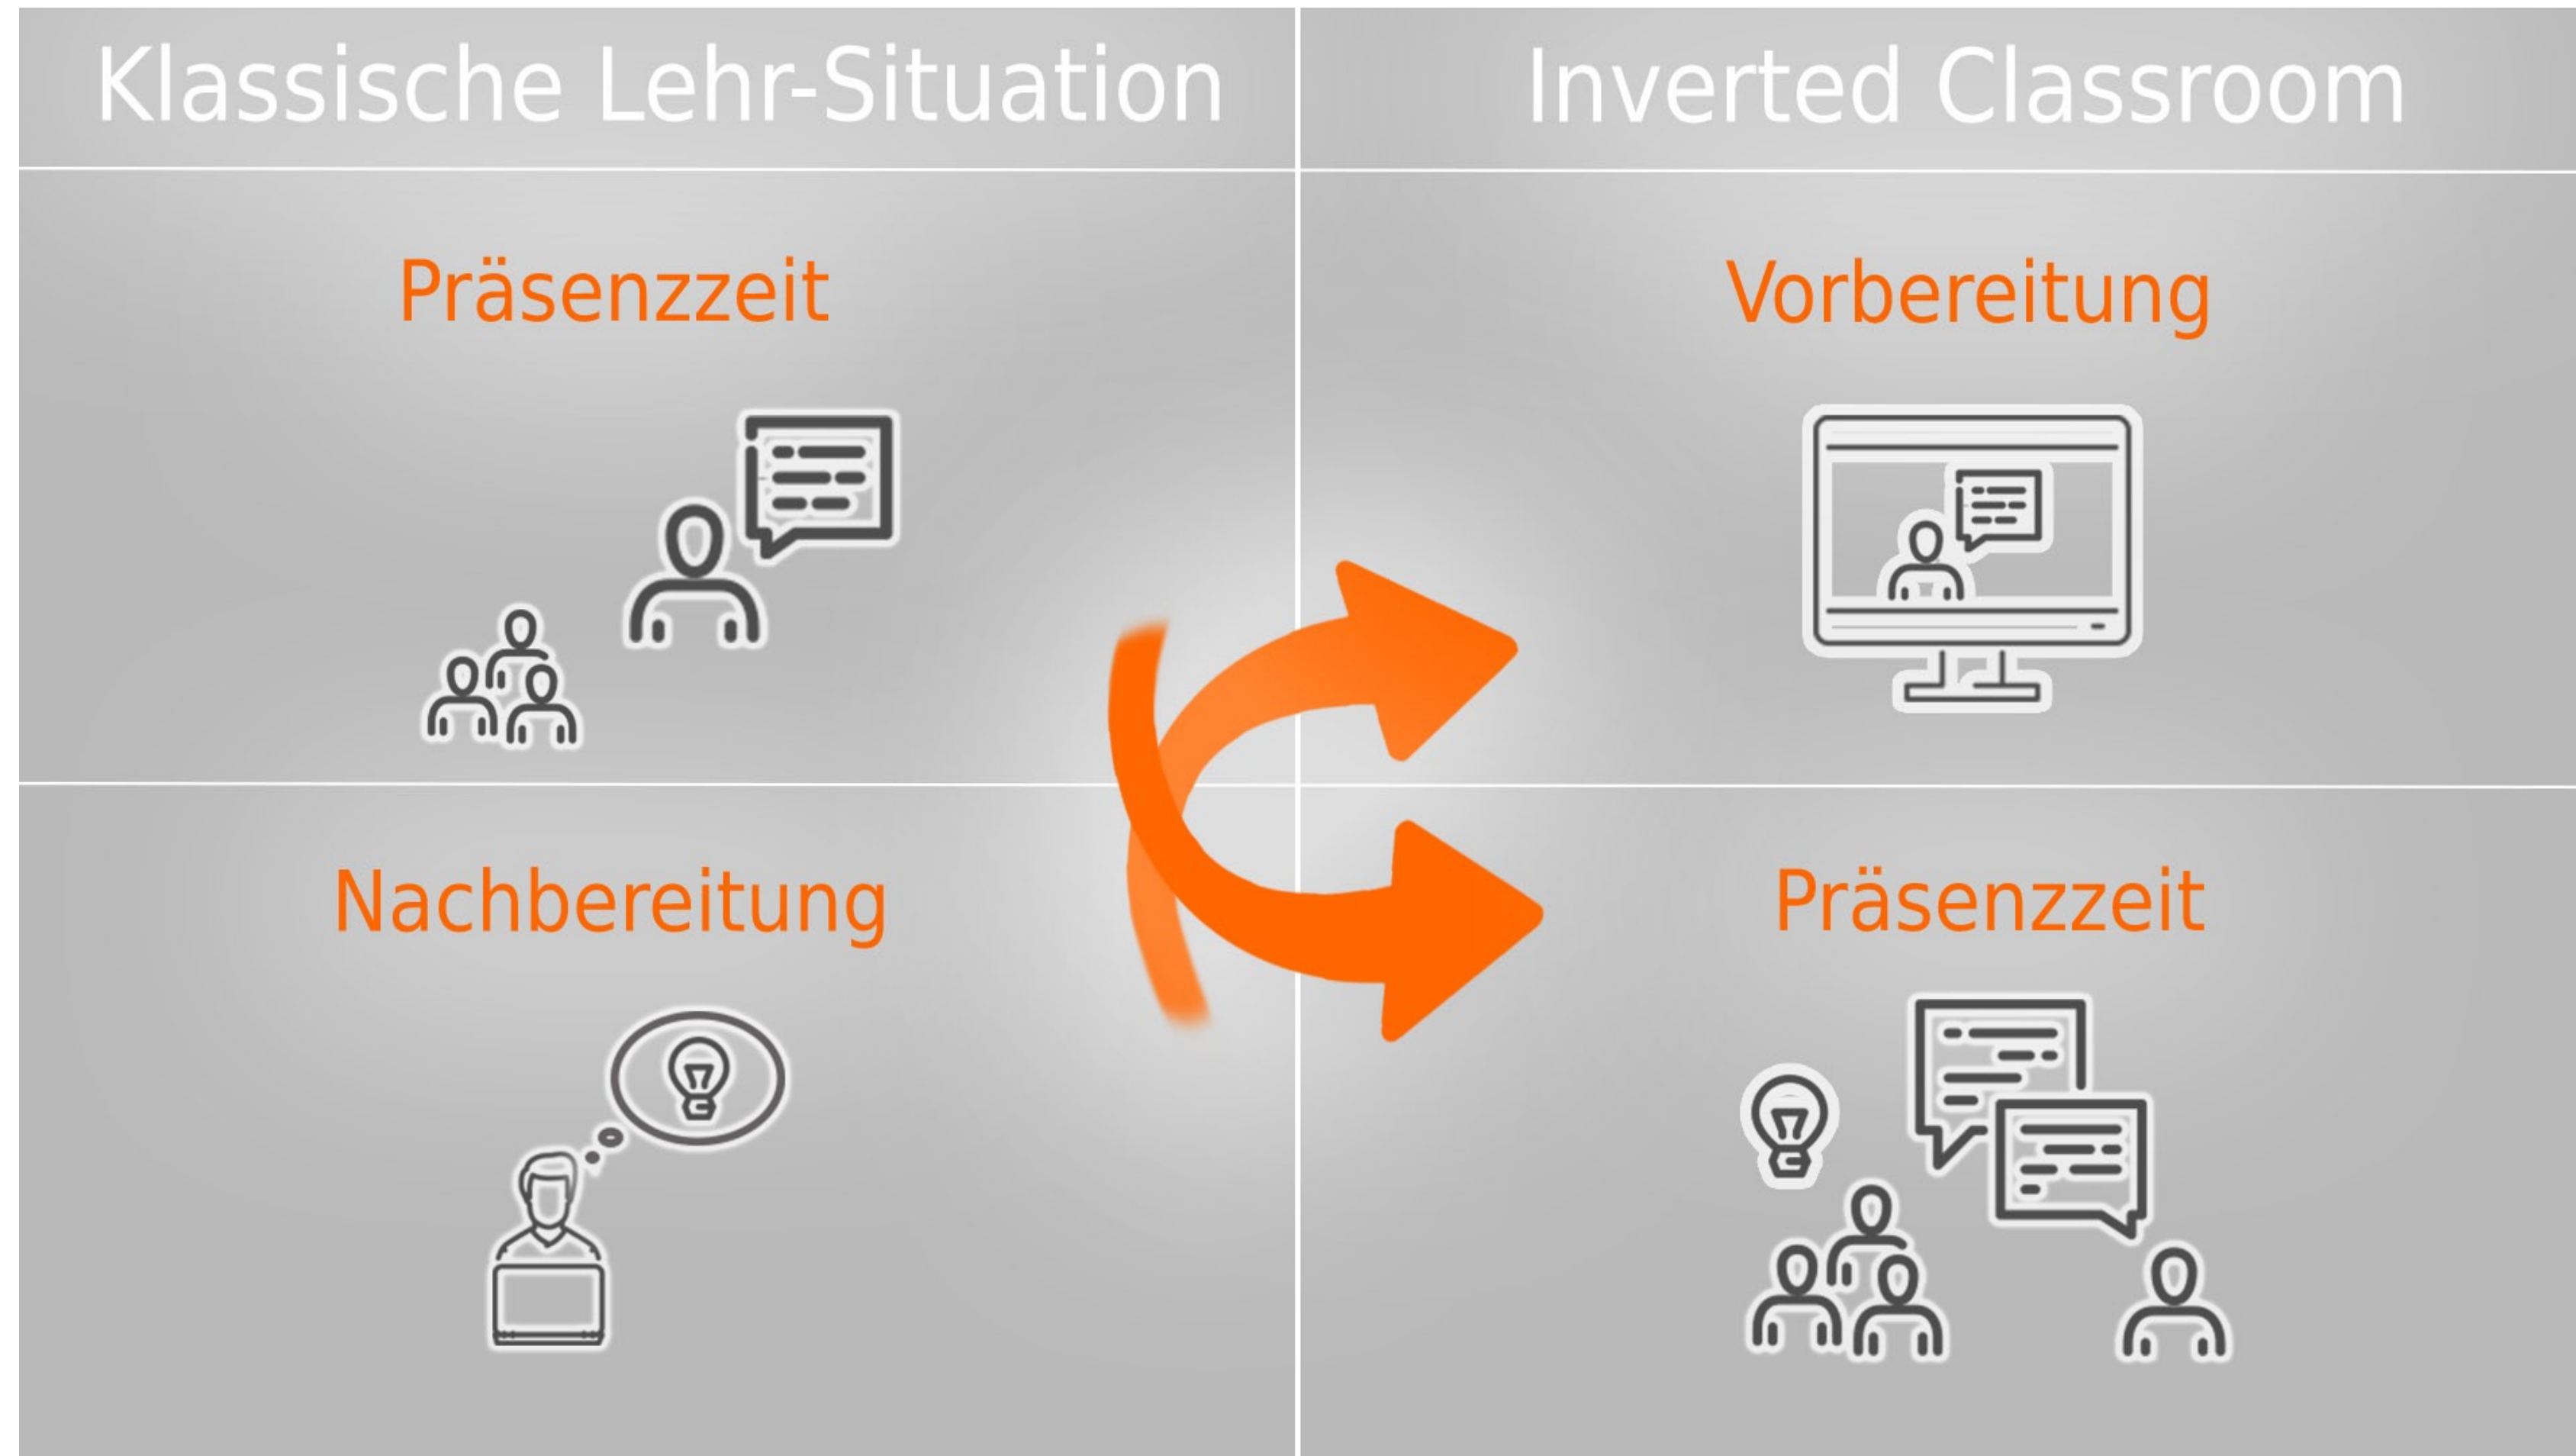 Klassische Lehr-Situation
Inverted Classroom
Präsenzzeit
Vorbereitung
Nachbereitung
Präsenzzeit